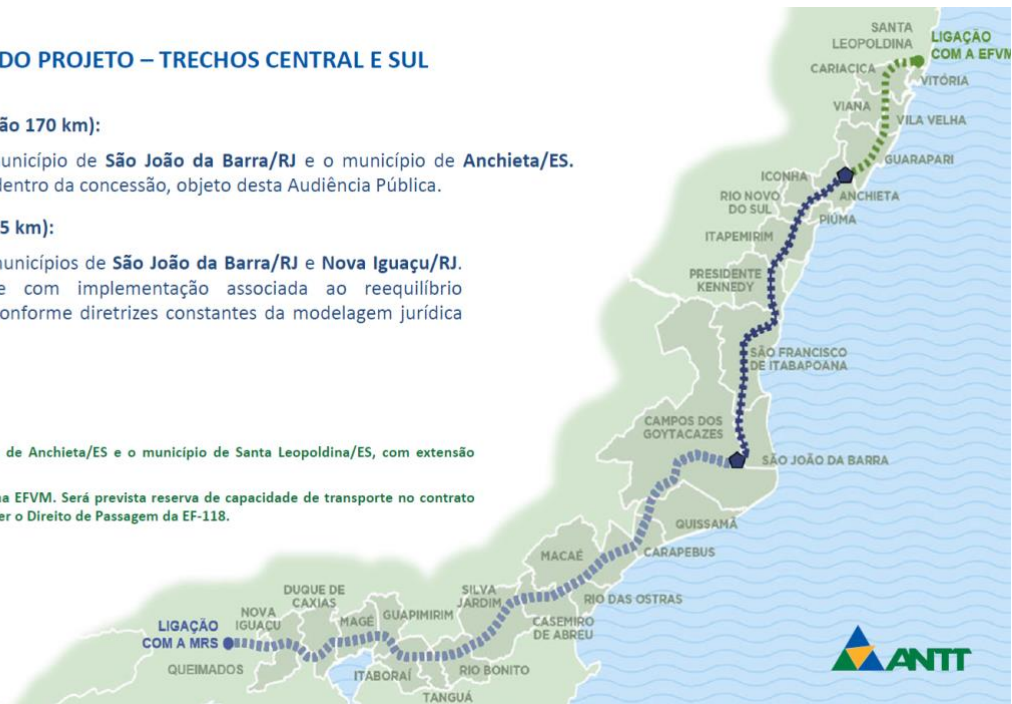 DO PROJETO – TRECHOS CENTRAL E SUL
ão 170 km):
unicípio de São João da Barra/RJ e o município de Anchieta/ES.
dentro da concessão, objeto desta Audiência Pública.
5 km):
municípios de São João da Barra/RJ e Nova Iguaçu/RJ.
e com implementação associada ao reequilíbrio
onforme diretrizes constantes da modelagem jurídica
de Anchieta/ES e o município de Santa Leopoldina/ES, com extensão
na EFVM. Será prevista reserva de capacidade de transporte no contrato
er o Direito de Passagem da EF-118.
SANTA
LEOPOLDINA
LIGAÇÃO
COM A EFVM
CARIACICA
VITÓRIA
VIANA
VILA VELHA
GUARAPARI
ICONHA
ANCHIETA
RIO NOVO
DO SUL
PIÚMA
ITAPEMIRIM
PRESIDENTE
KENNEDY
SÃO FRANCISCO
DE ITABAPOANA
CAMPOS DOS
GOYTACAZES
SÃO JOÃO DA BARRA
QUISSAMÃ
CARAPEBUS
MACAÉ
RIO DAS OSTRAS
CASEMIRO
DE ABREU
SILVA
JARDIM
DUQUE DE
CAXIAS
GUAPIMIRIM
MAGÉ
NOVA
IGUAÇU
LIGAÇÃO
COM A MRS
QUEIMADOS
ITABORAÍ
RIO BONITO
TANGUÁ
ANTT